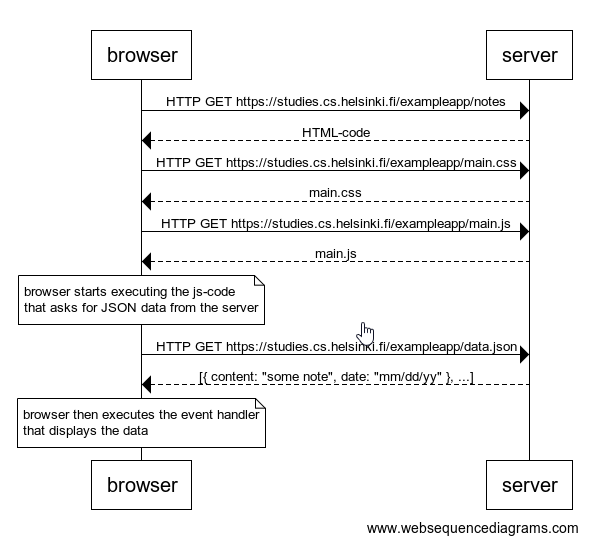 browser
server
HTTP GET https://studies.cs.helsinki.fi/exampleapp/notes
HTML-code
HTTP GET https://studies.cs.helsinki.fi/exampleapp/main.css
main.css
HTTP GET https://studies.cs.helsinki.fi/exampleapp/main.js
main.js
browser starts executing the js-code
that asks for JSON data from the server
HTTP GET https://studies.cs.helsinki.fi/exampleapp/data.json
[{ content: "some note", date: "mm/dd/yy" }, ...]
browser then executes the event handler
that displays the data
browser
server
www.websequencediagrams.com